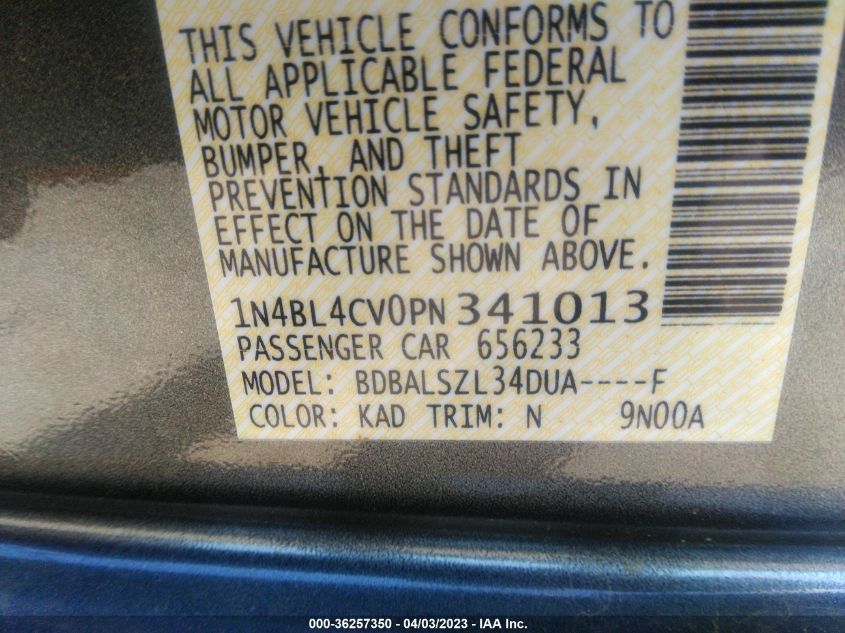 THIS VEHICLE CONFORMS TO
ALL APPLICABLE FEDERAL
MOTOR VEHICLE SAFETY,
BUMPER, AND THEFT
PREVENTION STANDARDS IN
EFFECT ON THE DATE OF
MANUFACTURE SHOWN ABOVE.
1N4BL4CV0PN341013
PASSENGER CAR 656233
MODEL: BDBALSZL34DUA----F
COLOR: KAD TRIM: N 9N00A
000-36257350 - 04/03/2023 - IAA Inc.